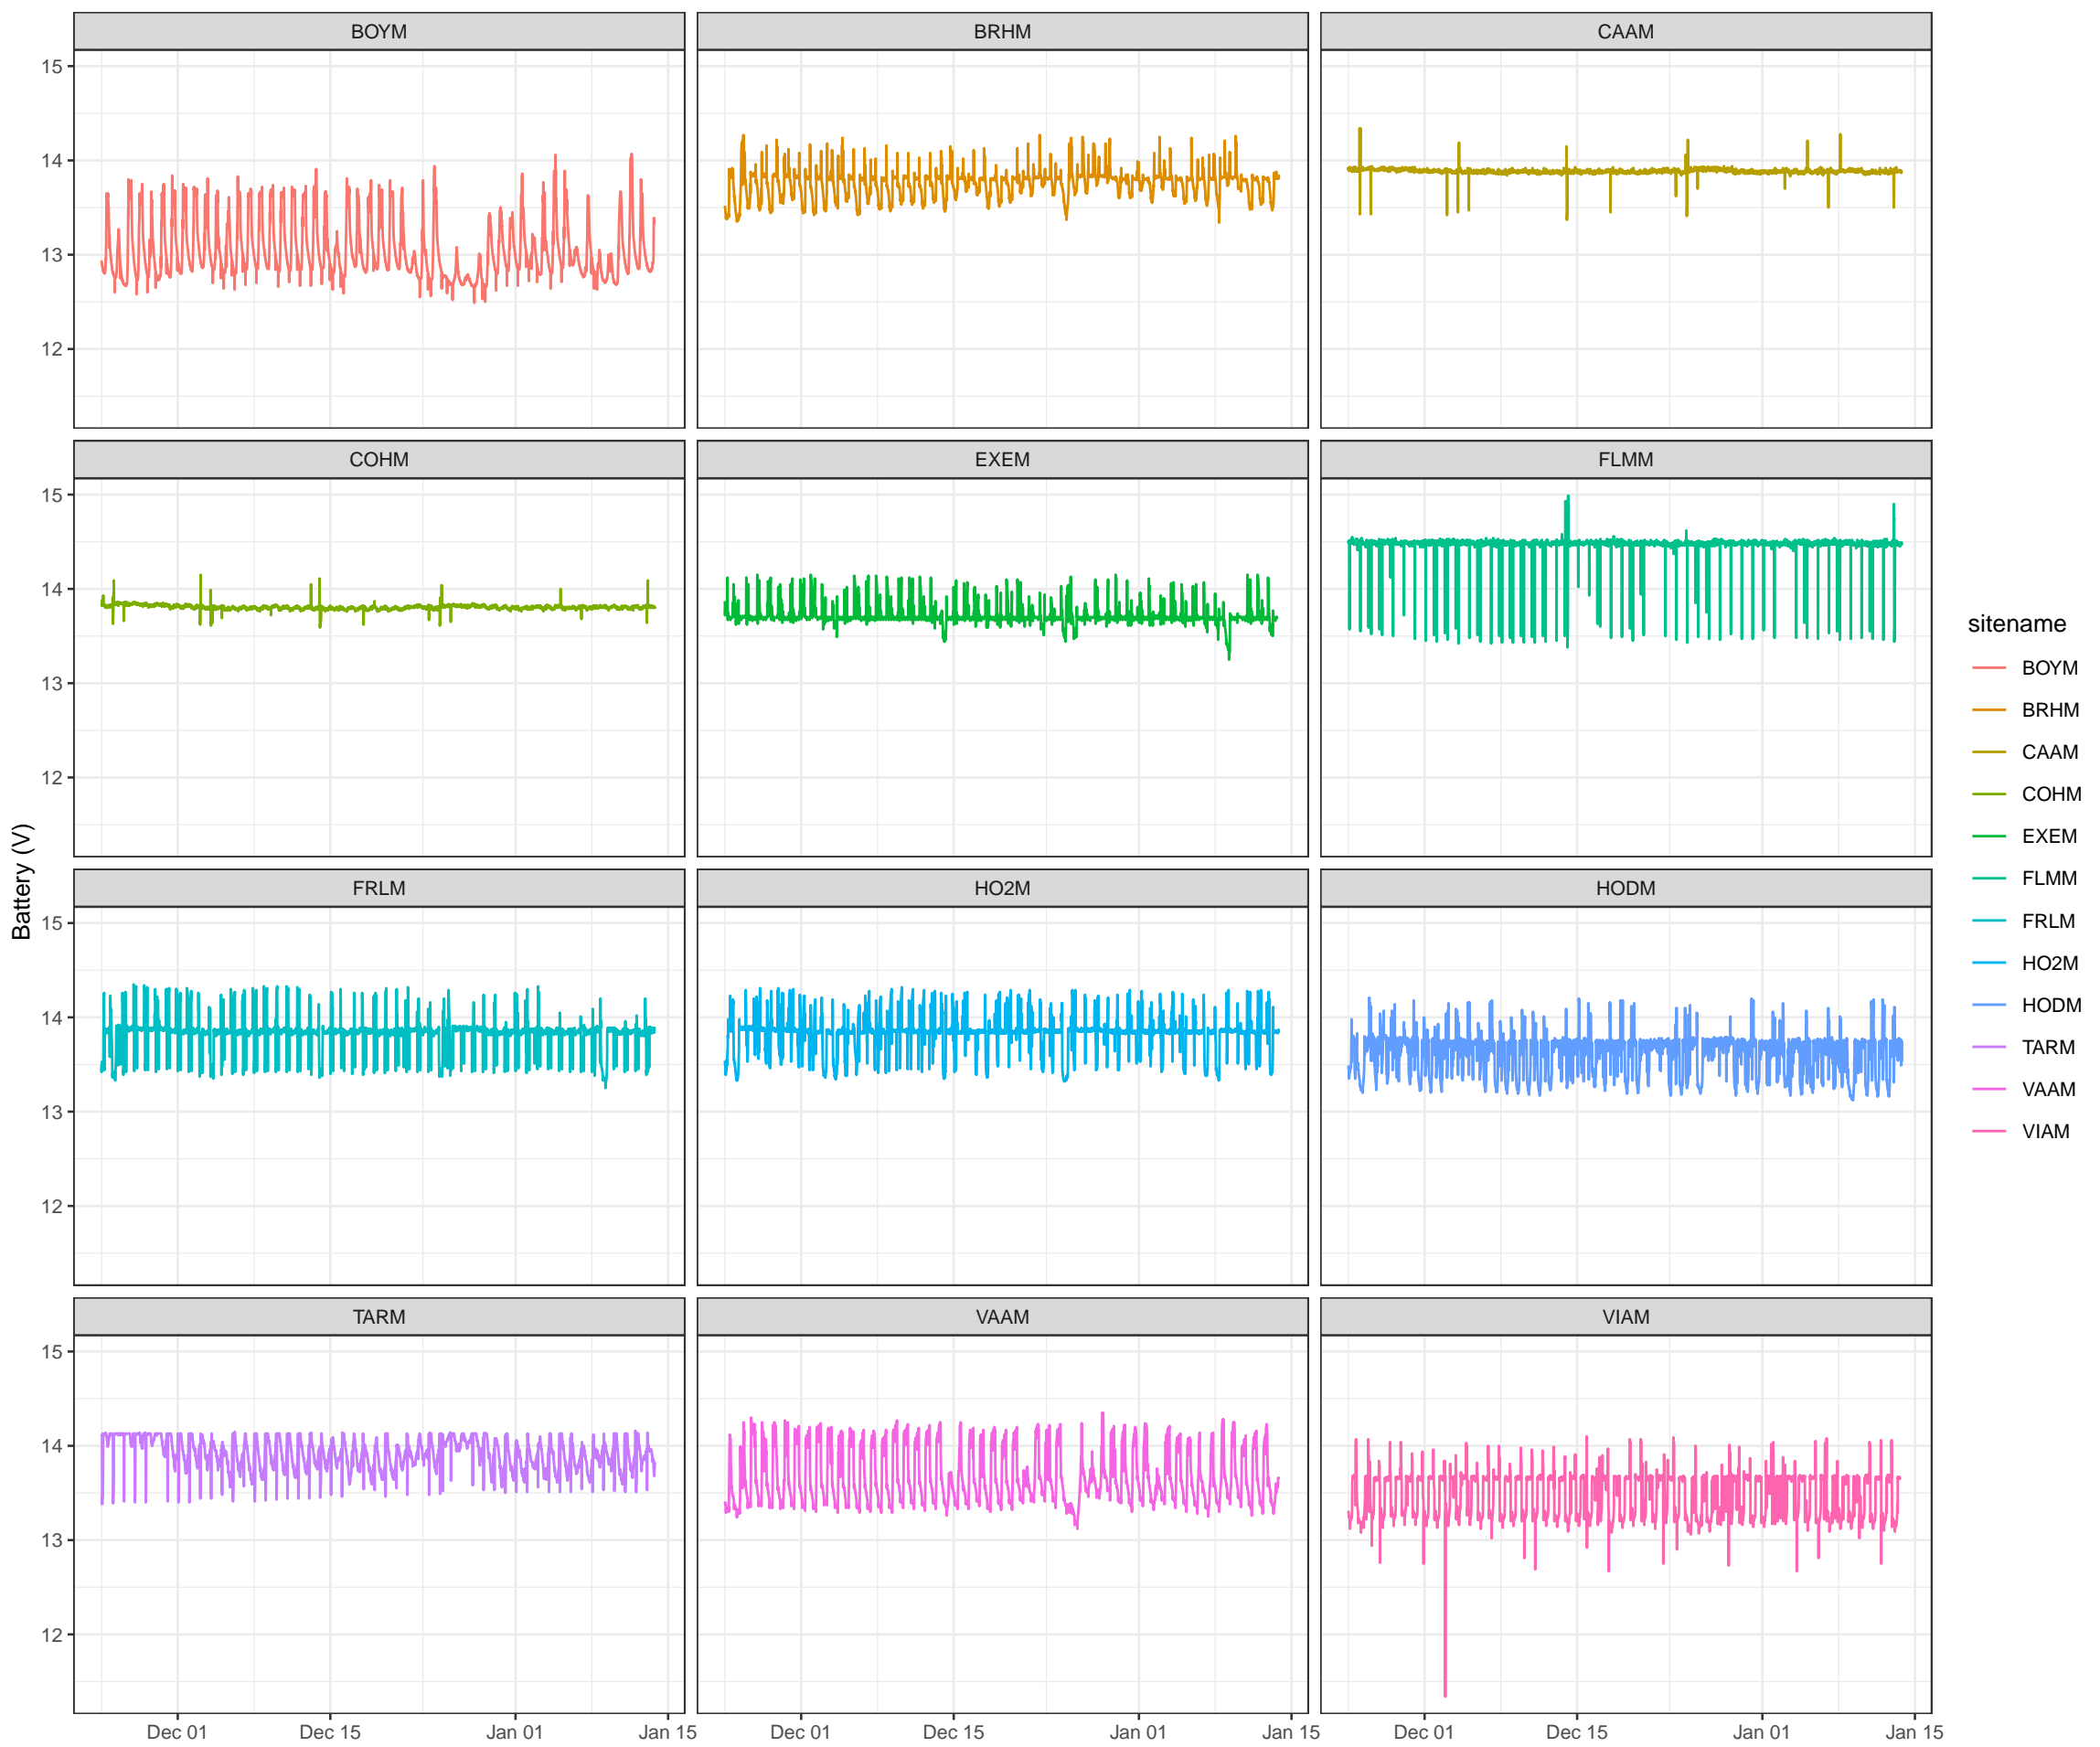 BOYM BRHM CAAM
15
14
13
12
COHM EXEM FLMM
15
14
13
12
Battery (V)
FRLM HO2M HODM
15
14
13
12
TARM VAAM VIAM
15
14
13
12
Dec 01 Dec 15 Jan 01 Jan 15 Dec 01 Dec 15 Jan 01 Jan 15 Dec 01 Dec 15 Jan 01 Jan 15
sitename
BOYM
BRHM
CAAM
COHM
EXEM
FLMM
FRLM
HO2M
HODM
TARM
VAAM
VIAM